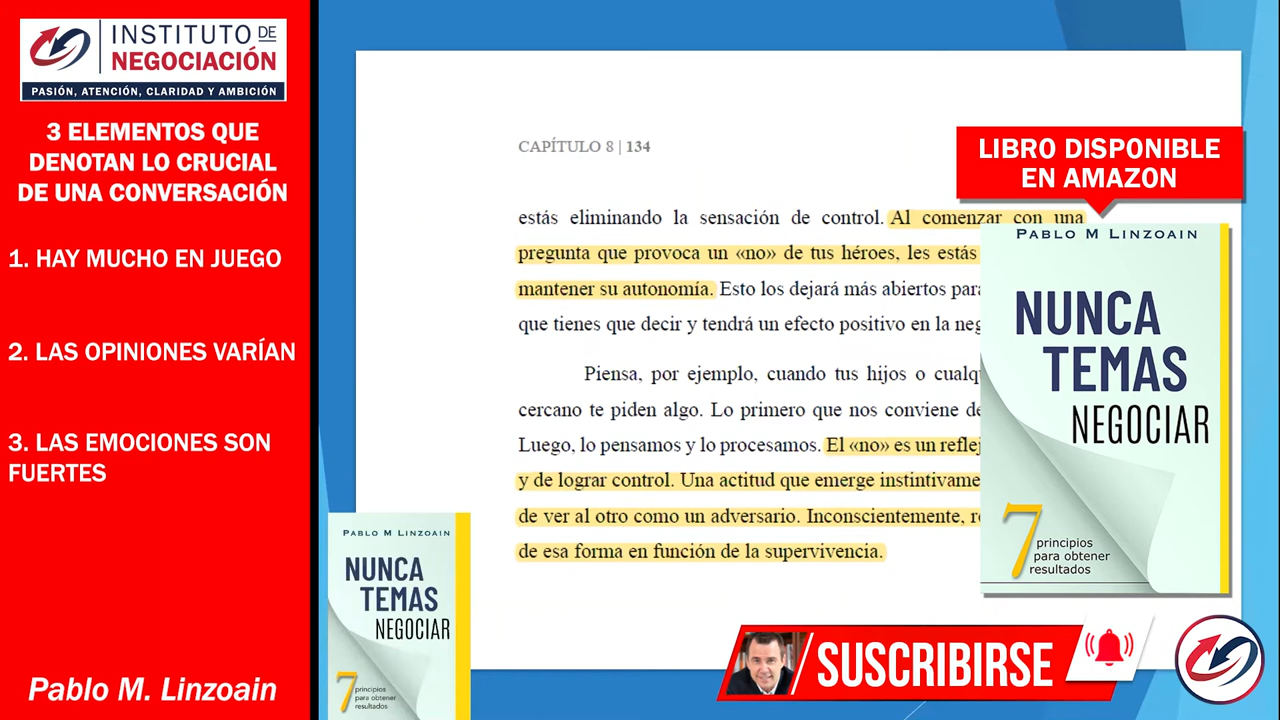 INSTITUTO DE
NEGOCIACIÓN
PASIÓN, ATENCIÓN, CLARIDAD Y AMBICIÓN
3 ELEMENTOS QUE
DENOTAN LO CRUCIAL
DE UNA CONVERSACIÓN
1. HAY MUCHO EN JUEGO
2. LAS OPINIONES VARÍAN
3. LAS EMOCIONES SON
FUERTES
Pablo M. Linzoain
CAPÍTULO 8 | 134
estás eliminando la sensación de control. Al comenzar con una
pregunta que provoca un «no» de tus héroes, les estás
mantener su autonomía. Esto los dejará más abiertos para
que tienes que decir y tendrá un efecto positivo en la
Piensa, por ejemplo, cuando tus hijos o
cercano te piden algo. Lo primero que nos conviene
Luego, lo pensamos y lo procesamos. El «no» es un
y de lograr control. Una actitud que emerge
de ver al otro como un adversario. Inconscientemente,
de esa forma en función de la supervivencia.
LIBRO DISPONIBLE
EN AMAZON
PABLO M LINZOAIN
NUNCA
TEMAS
NEGOCIAR
7 principios
para obtener
resultados
PABLO M LINZOAIN
NUNCA
TEMAS
NEGOCIAR
7 principios
para obtener
resultados
SUSCRIBIRSE